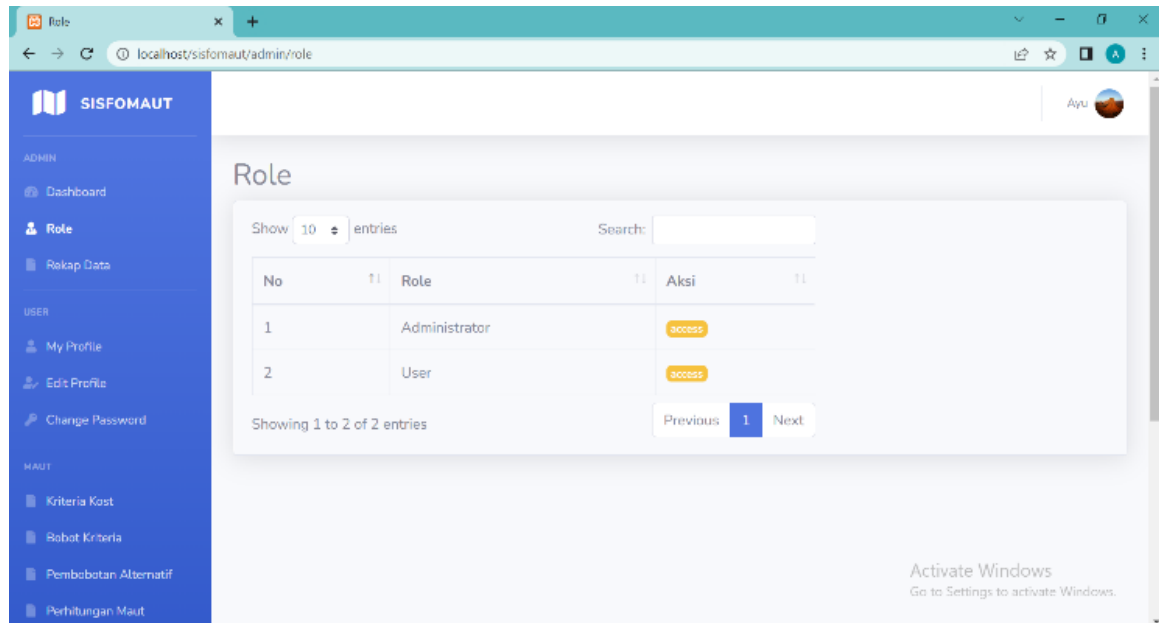 Role
localhost/sisfomaut/admin/role
A
SISFOMAUT
Ayu
ADMIN
Dashboard
Role
Rekap Data
USER
My Profile
Edit Profile
Change Password
MAUT
Kriteria Kost
Bobot Kriteria
Pembobotan Alternatif
Perhitungan Maut
Role
Show 10 entries
Search:
No Role Aksi
1 Administrator access
2 User access
Showing 1 to 2 of 2 entries
Previous 1 Next
Activate Windows
Go to Settings to activate Windows.